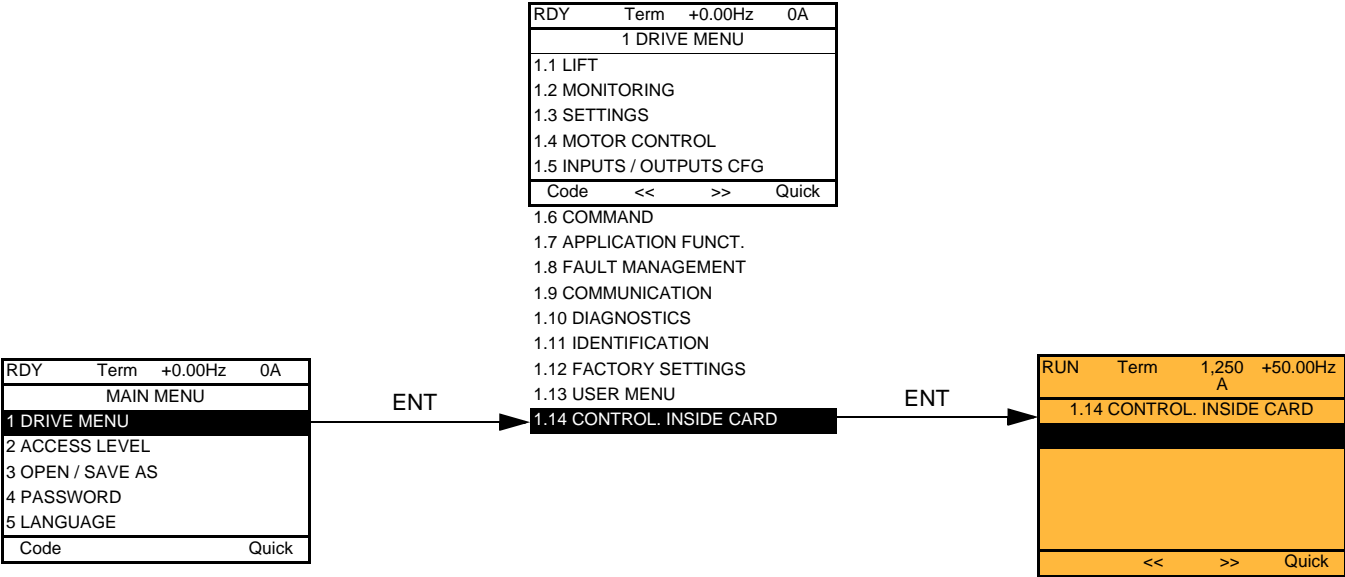 RDY Term +0.00Hz 0A
1 DRIVE MENU
1.1 LIFT
1.2 MONITORING
1.3 SETTINGS
1.4 MOTOR CONTROL
1.5 INPUTS / OUTPUTS CFG
Code << >> Quick
1.6 COMMAND
1.7 APPLICATION FUNCT.
1.8 FAULT MANAGEMENT
1.9 COMMUNICATION
1.10 DIAGNOSTICS
1.11 IDENTIFICATION
1.12 FACTORY SETTINGS
1.13 USER MENU
1.14 CONTROL. INSIDE CARD
RDY Term +0.00Hz 0A
MAIN MENU
1 DRIVE MENU
2 ACCESS LEVEL
3 OPEN / SAVE AS
4 PASSWORD
5 LANGUAGE
Code Quick
ENT
ENT
RUN Term 1,250 +50.00Hz
A
1.14 CONTROL. INSIDE CARD
<< >> Quick